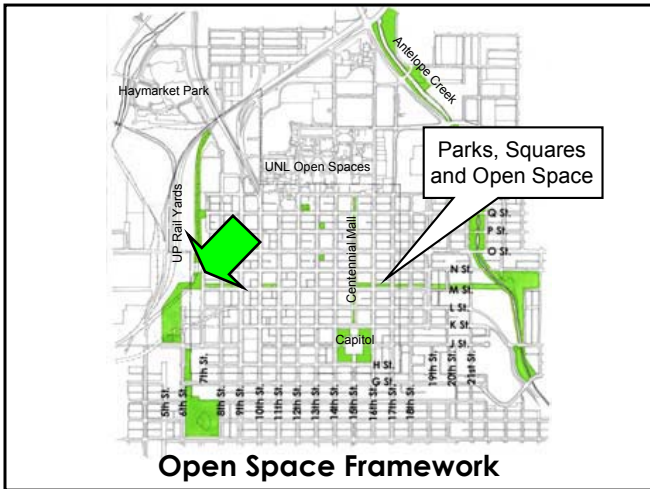 Antelope Creek
Haymarket Park
UNL Open Spaces
Parks, Squares
and Open Space
UP Rail Yards
Centennial Mall
Q St.
P St.
O St.
N St.
M St.
L St.
K St.
J St.
Capitol
H St.
G St.
5th St.
6th St.
7th St.
8th St.
9th St.
10th St.
11th St.
12th St.
13th St.
14th St.
15th St.
16th St.
17th St.
18th St.
19th St.
20th St.
21st St.
Open Space Framework